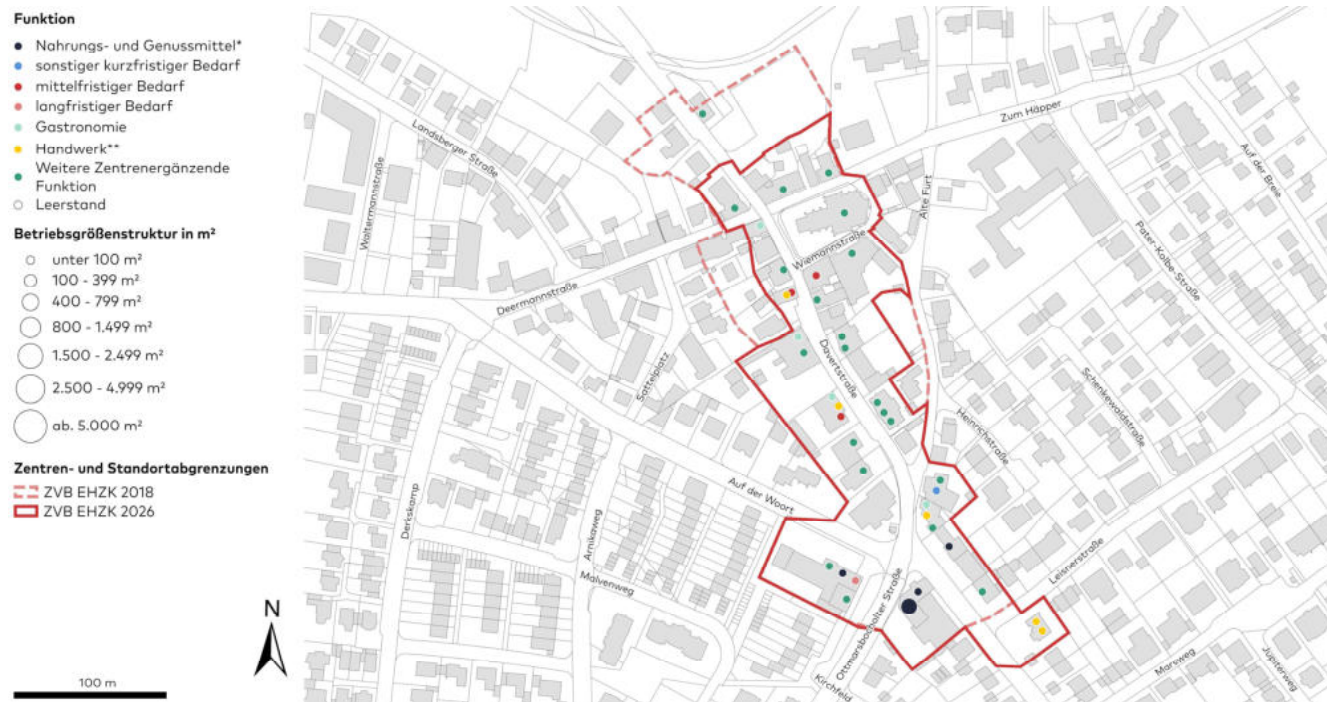 Funktion
Nahrungs- und Genussmittel*
sonstiger kurzfristiger Bedarf
mittelfristiger Bedarf
langfristiger Bedarf
Gastronomie
Handwerk**
Weitere Zentrenergänzende
Funktion
Leerstand
Betriebsgrößenstruktur in m²
unter 100 m²
100 - 399 m²
400 - 799 m²
800 - 1.499 m²
1.500 - 2.499 m²
2.500 - 4.999 m²
ab. 5.000 m²
Zentren- und Standortabgrenzungen
ZVB EHZK 2018
ZVB EHZK 2026
N
100 m
Landsberger Straße
Waltermannstraße
Zum Häpper
Auf der Breie
Alte Furt
Pater-Kolbe-Straße
Wiemannstraße
Deermannstraße
Davertstraße
Sattelplatz
Schenkewaldstraße
Heinrichstraße
Auf der Woort
Derkskamp
Arnikaweg
Malvenweg
Leisnerstraße
Ottmarsbocholter Straße
Kirchfeld
Marsweg
Jupiterweg